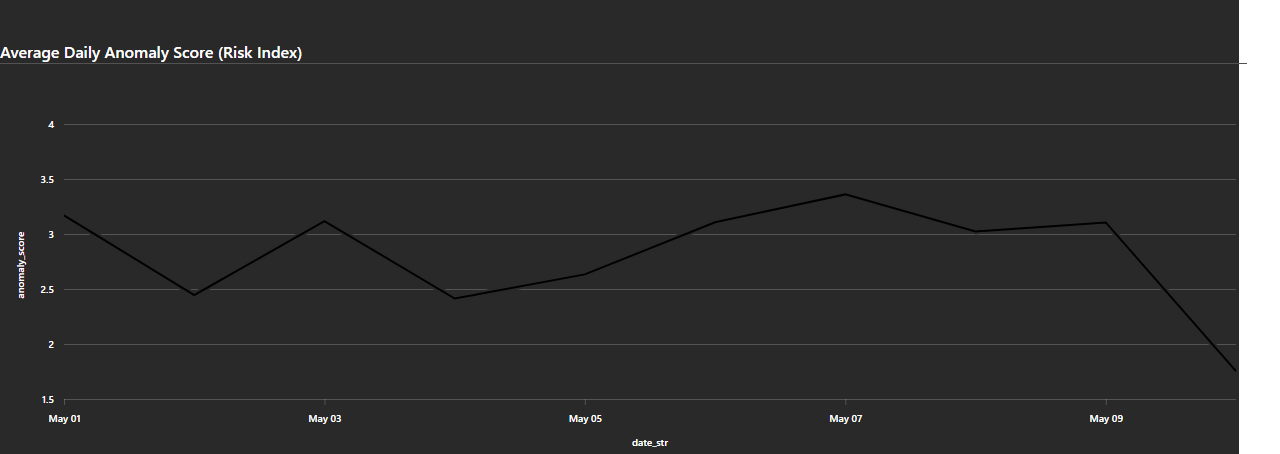 Average Daily Anomaly Score (Risk Index)
4
3.5
3
2.5
2
1.5
anomaly_score
May 01
May 03
May 05
May 07
May 09
date_str